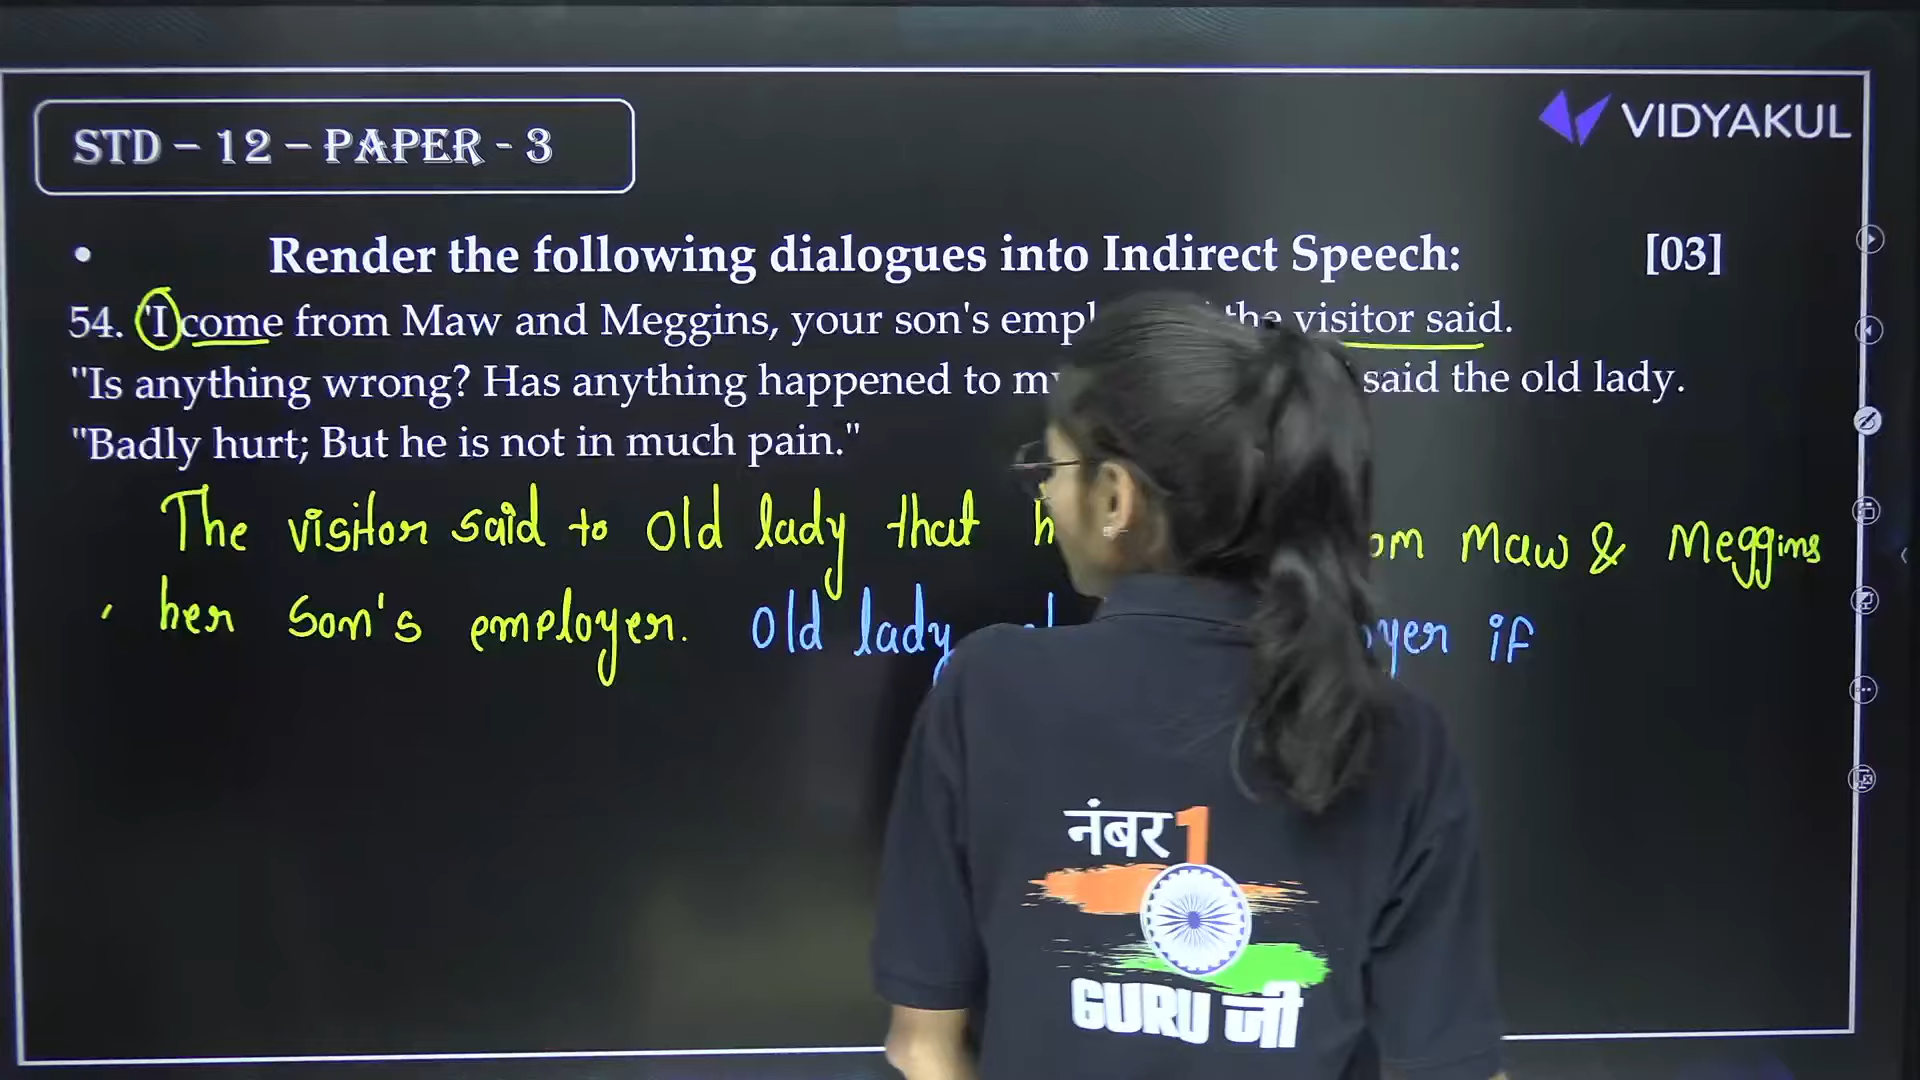 STD – 12 – PAPER - 3
VIDYAKUL
• Render the following dialogues into Indirect Speech: [03]
54. "I come from Maw and Meggins, your son's the visitor said.
"Is anything wrong? Has anything happened to said the old lady.
"Badly hurt; But he is not in much pain."
The visitor said to old lady that Maw & Meggins
, her son's employer. Old lady if
नंबर 1
GURU जी